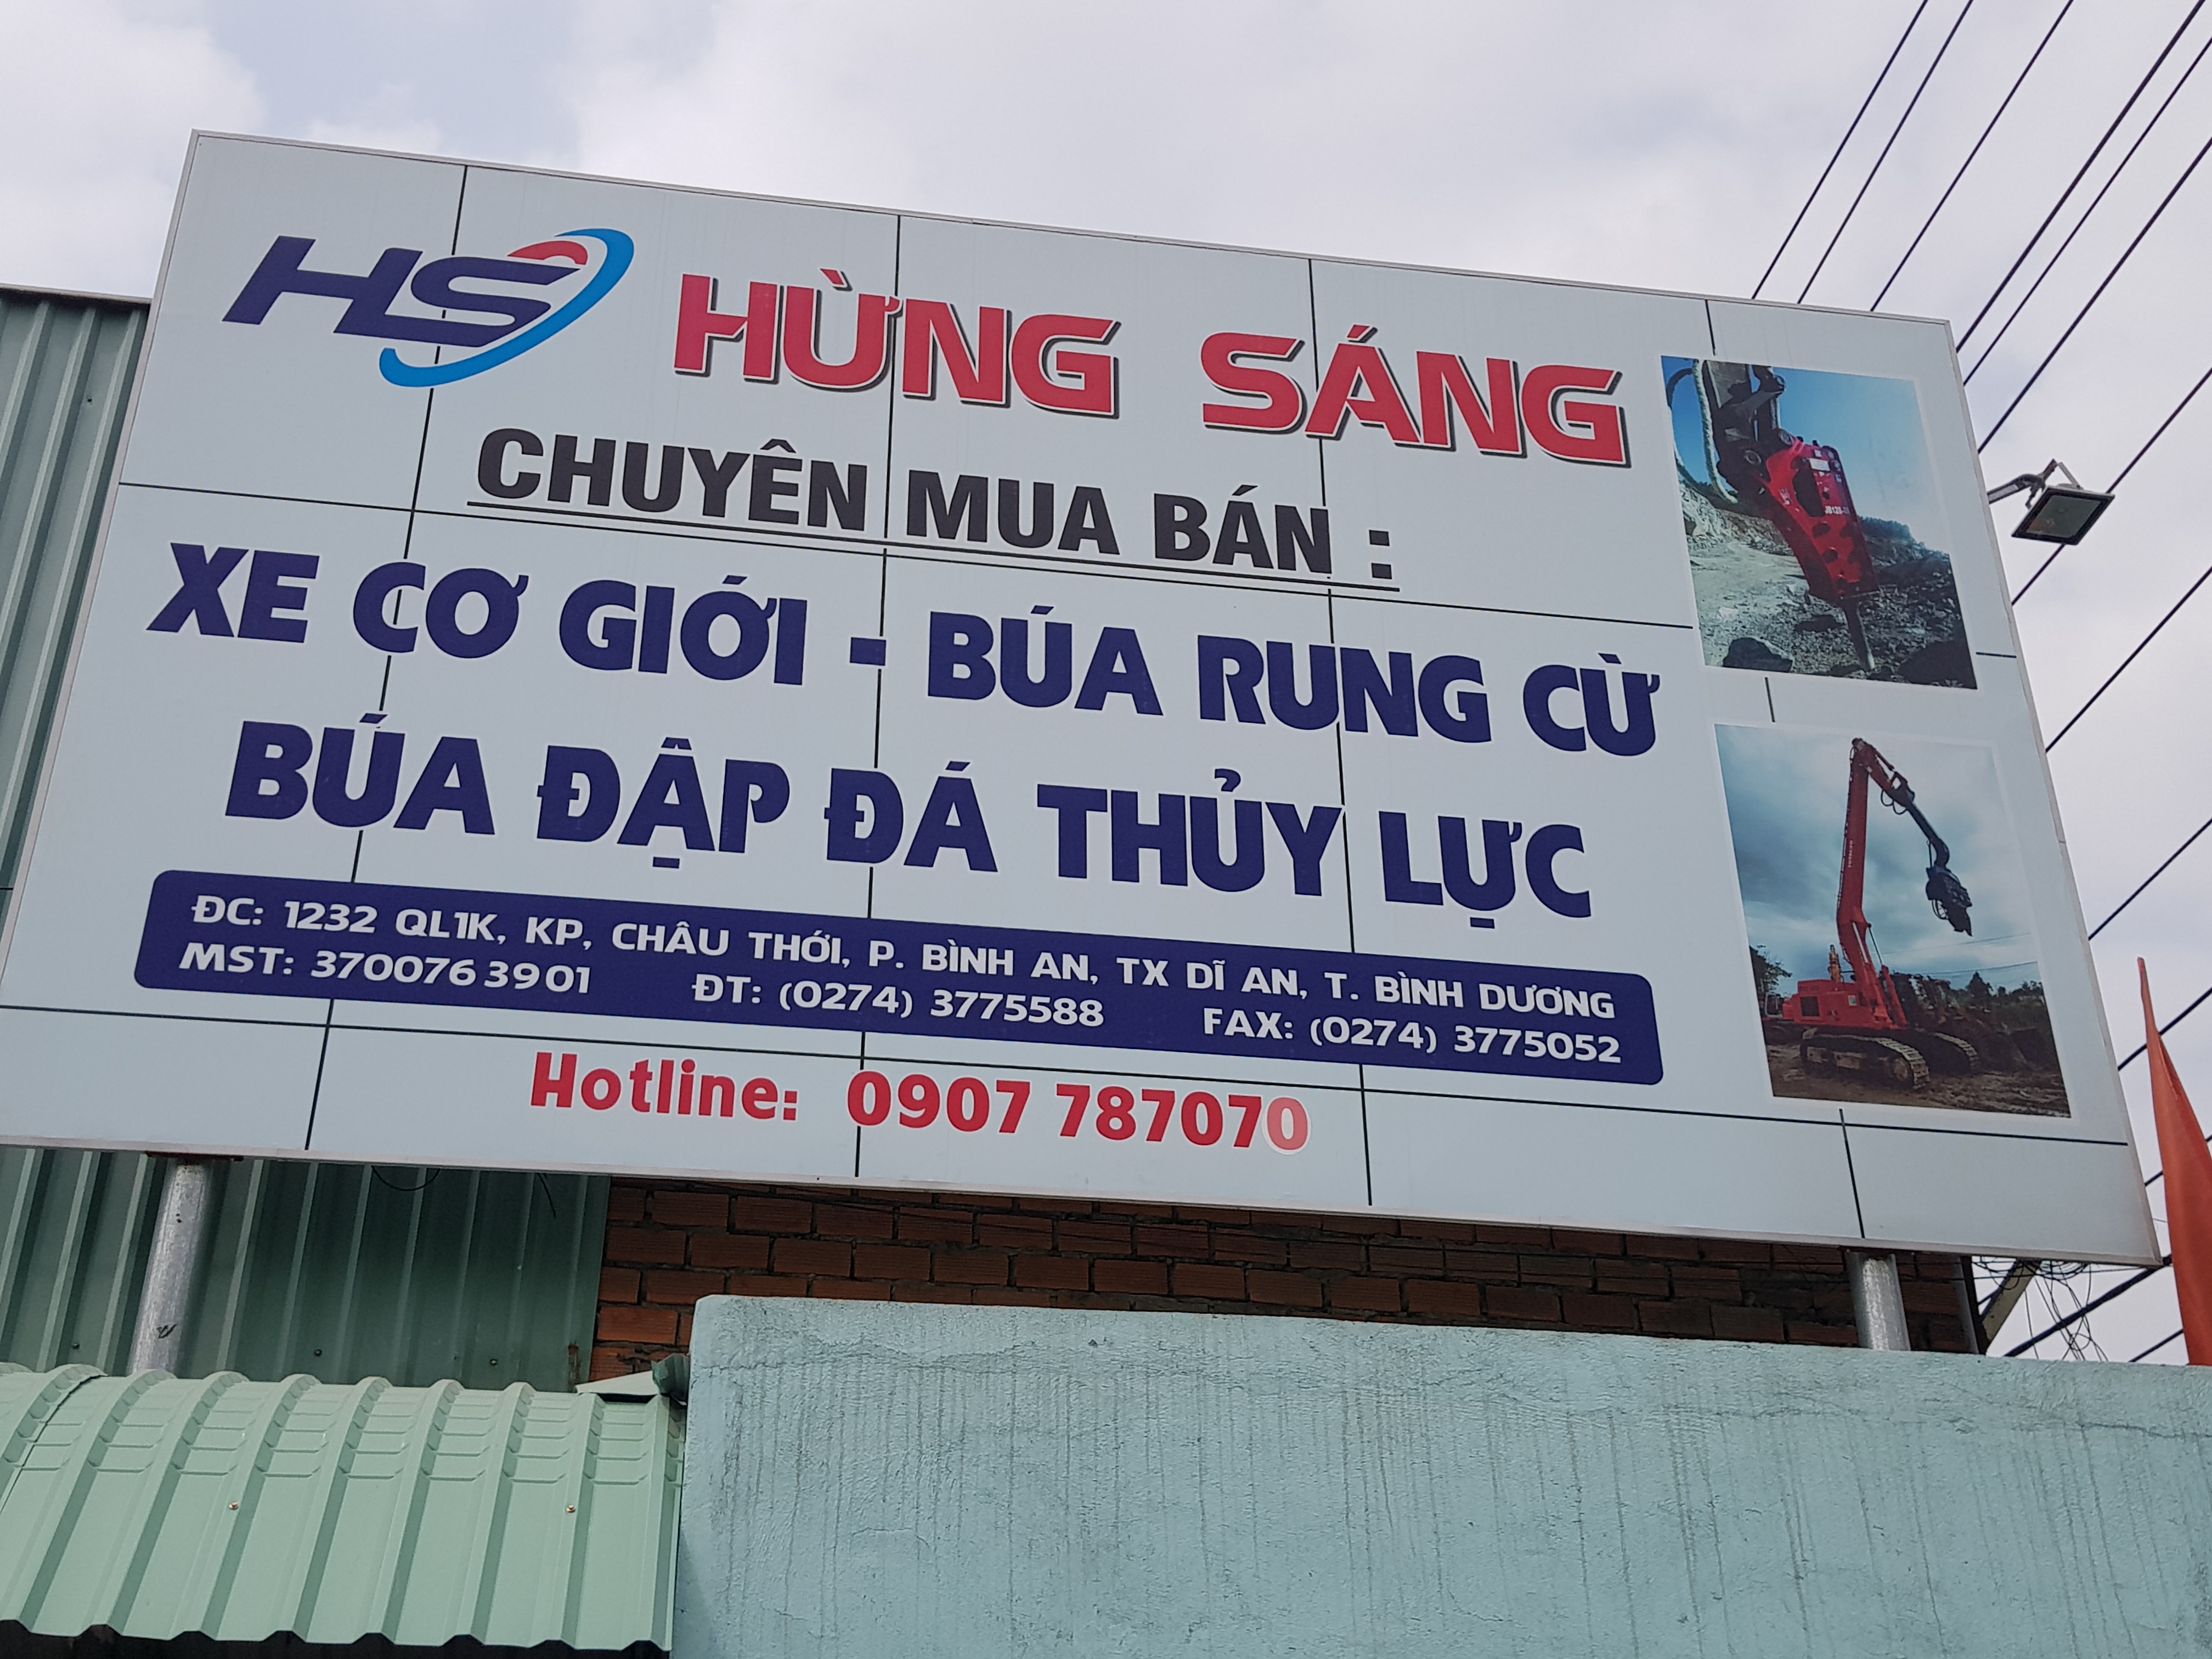 HS HỪNG SÁNG
CHUYÊN MUA BÁN :
XE CƠ GIỚI - BÚA RUNG CỪ
BÚA ĐẬP ĐÁ THỦY LỰC
ĐC: 1232 QL1K, KP, CHÂU THỚI, P. BÌNH AN, TX DĨ AN, T. BÌNH DƯƠNG
MST: 3700763901 ĐT: (0274) 3775588 FAX: (0274) 3775052
Hotline: 0907 787070